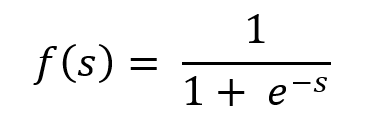 f(s) = 1 / (1 + e^{-s})